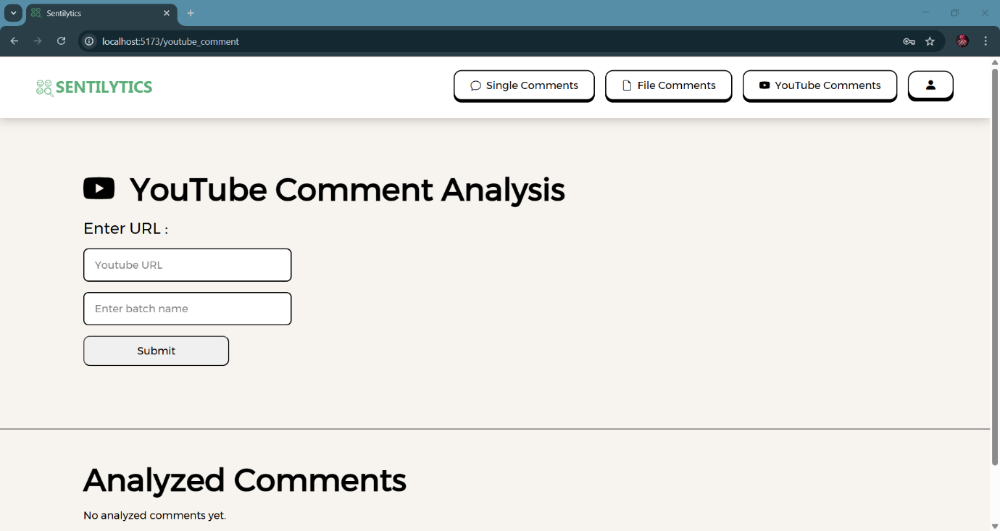 Sentilytics
localhost:5173/youtube_comment
SENTILYTICS
Single Comments
File Comments
YouTube Comments
YouTube Comment Analysis
Enter URL :
Youtube URL
Enter batch name
Submit
Analyzed Comments
No analyzed comments yet.